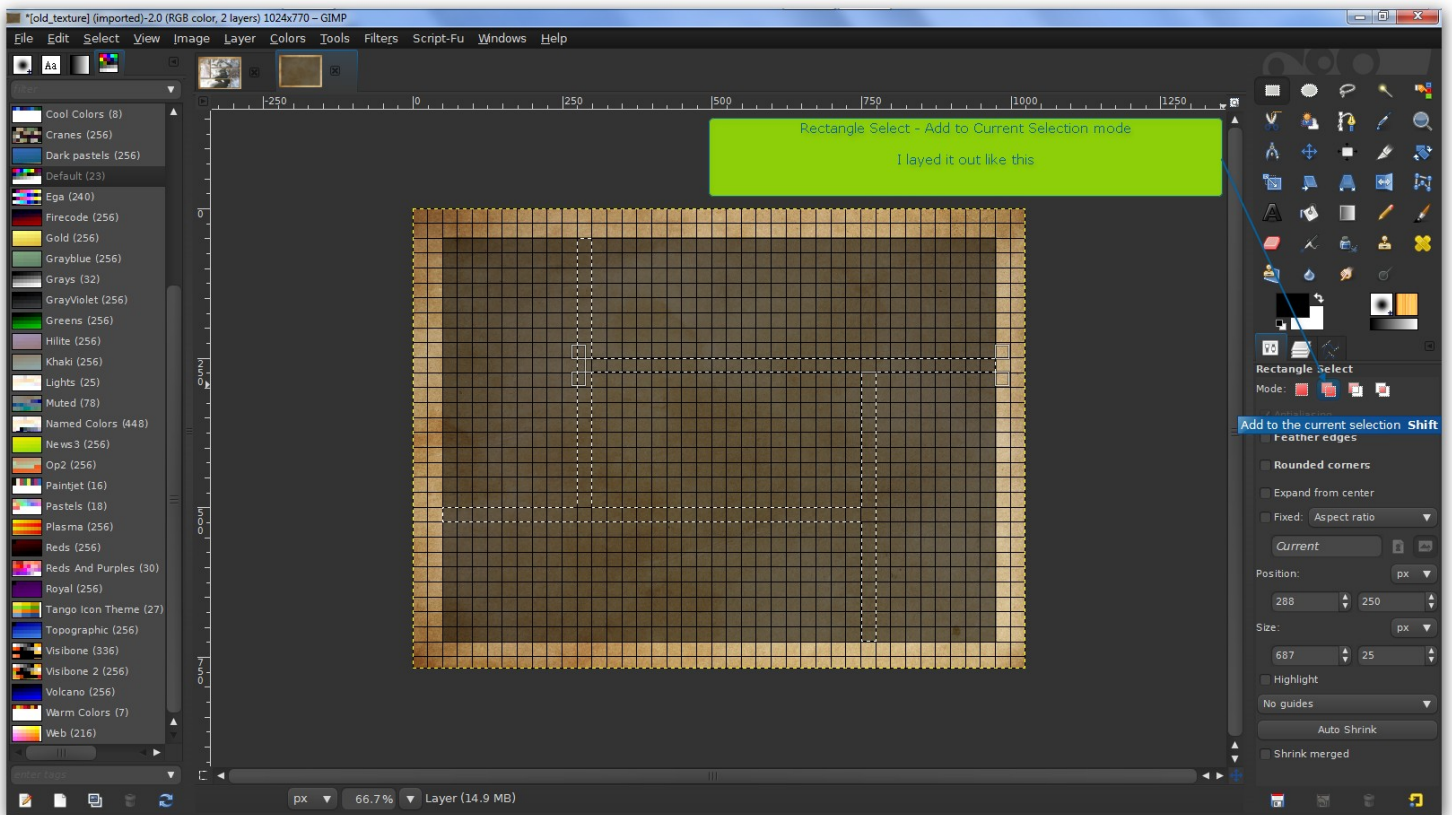 *[old_texture] (imported)-2.0 (RGB color, 2 layers) 1024x770 – GIMP
File Edit Select View Image Layer Colors Tools Filters Script-Fu Windows Help
Aa
filter
Cool Colors (8)
Cranes (256)
Dark pastels (256)
Default (23)
Ega (240)
Firecode (256)
Gold (256)
Grayblue (256)
Grays (32)
GrayViolet (256)
Greens (256)
Hilite (256)
Khaki (256)
Lights (25)
Muted (78)
Named Colors (448)
News3 (256)
Op2 (256)
Paintjet (16)
Pastels (18)
Plasma (256)
Reds (256)
Reds And Purples (30)
Royal (256)
Tango Icon Theme (27)
Topographic (256)
Visibone (336)
Visibone 2 (256)
Volcano (256)
Warm Colors (7)
Web (216)
enter tags
-250 0 250 500 750 1000 1250
0
250
500
750
Rectangle Select - Add to Current Selection mode
I layed it out like this
px 66.7% Layer (14.9 MB)
Rectangle Select
Mode:
Add to the current selection Shift
Feather edges
Rounded corners
Expand from center
Fixed: Aspect ratio
Current
Position: px
288 250
Size: px
687 25
Highlight
No guides
Auto Shrink
Shrink merged